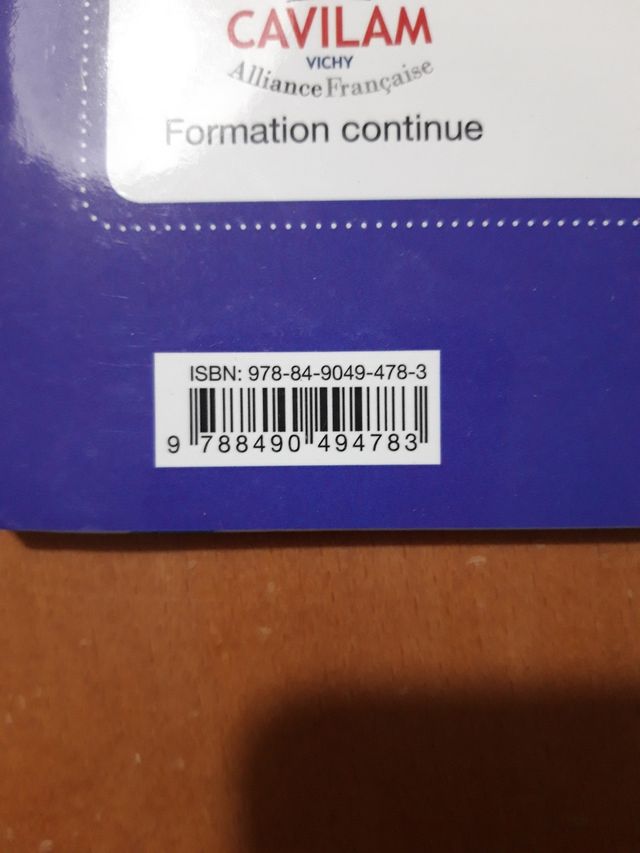 CAVILAM
VICHY
Alliance Française
Formation continue
ISBN: 978-84-9049-478-3
9 788490 494783